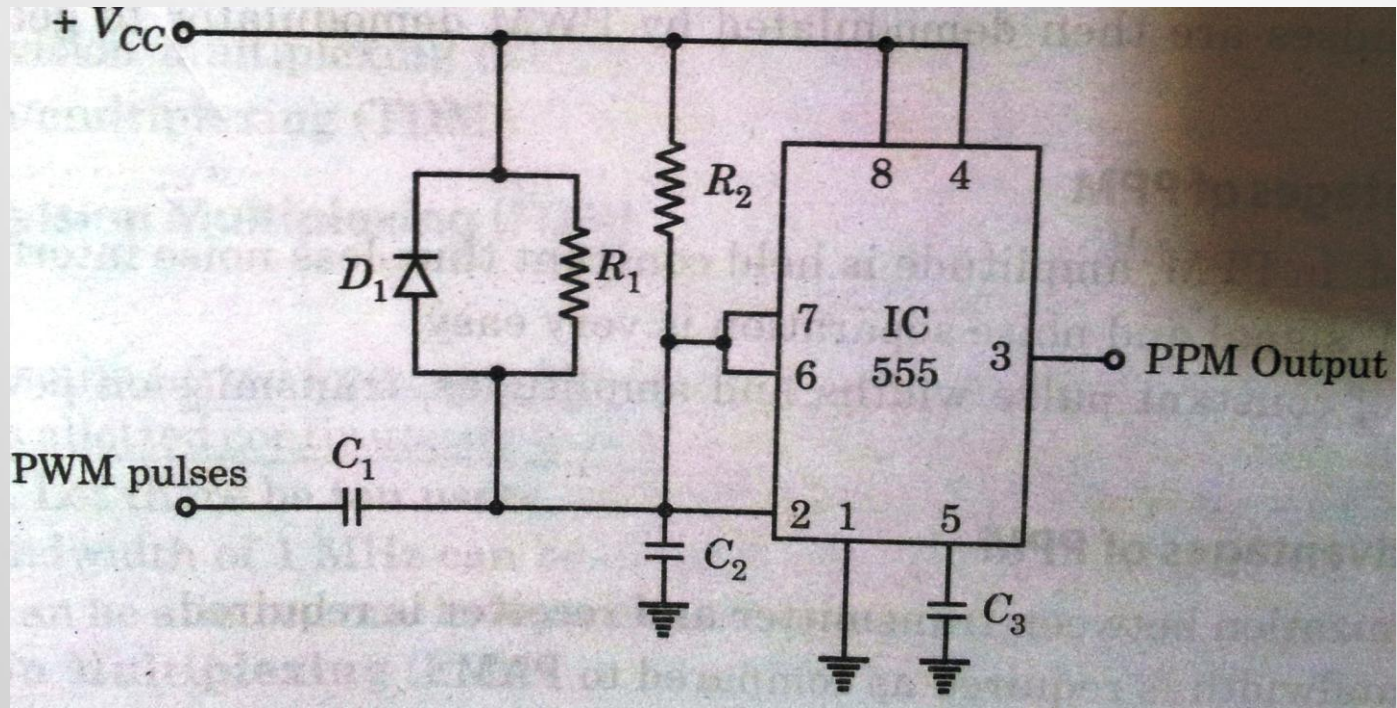 + VCC
R2
8 4
D1
R1
7
IC
6
555
3
PPM Output
PWM pulses
C1
2 1
5
C2
C3